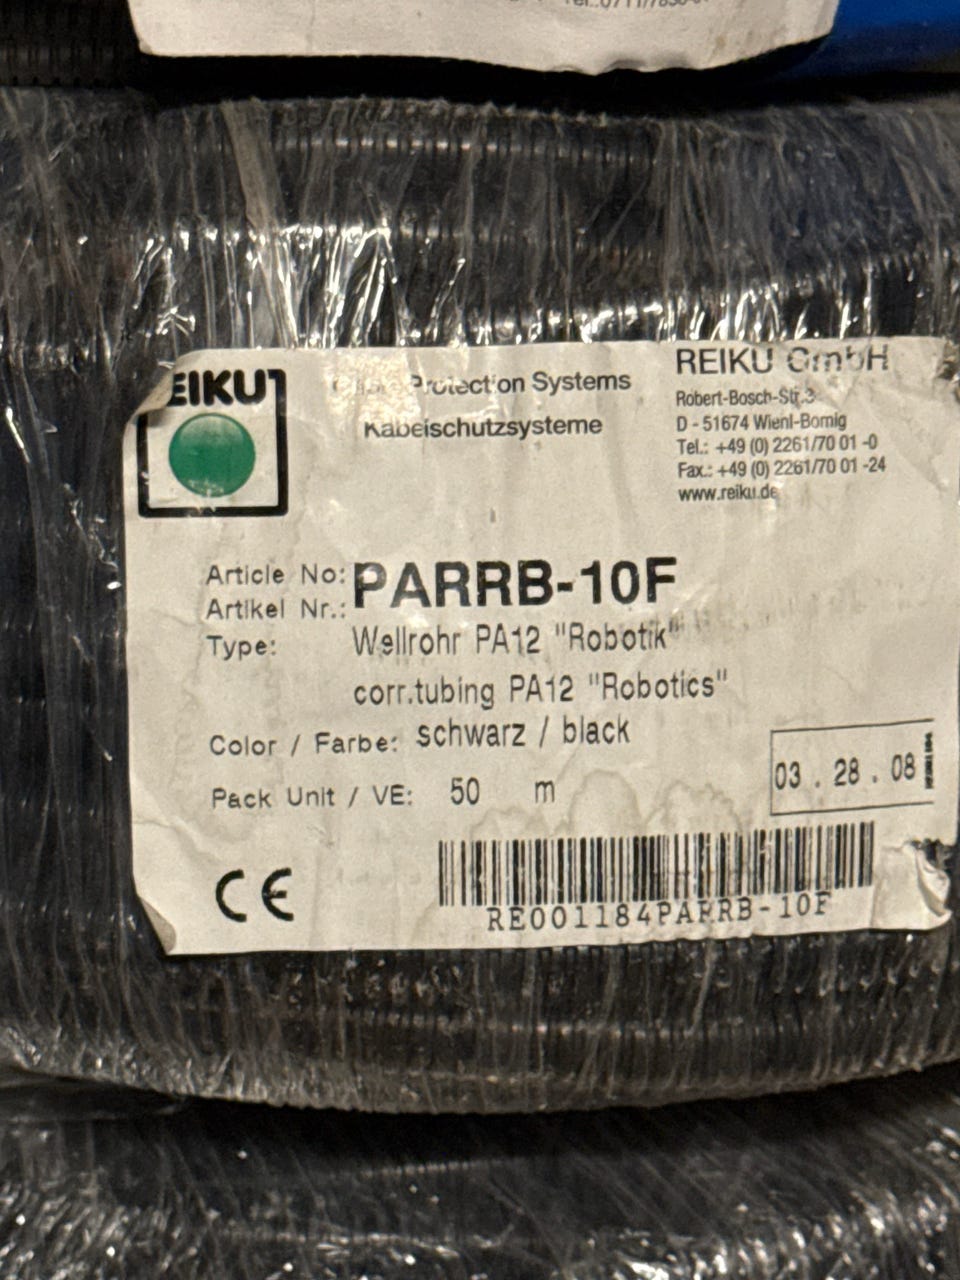 EIKU
Protection Systems
Kabelschutzsysteme
REIKU GmbH
Robert-Bosch-Str.3
D - 51674 Wiehl-Bomig
Tel.: +49 (0) 2261/70 01 -0
Fax.: +49 (0) 2261/70 01 -24
www.reiku.de
Article No: PARRB-10F
Artikel Nr.:
Type: Wellrohr PA12 "Robotik"
corr.tubing PA12 "Robotics"
Color / Farbe: schwarz / black
Pack Unit / VE: 50 m
03 . 28 . 08
CE
RE001184PARRB-10F